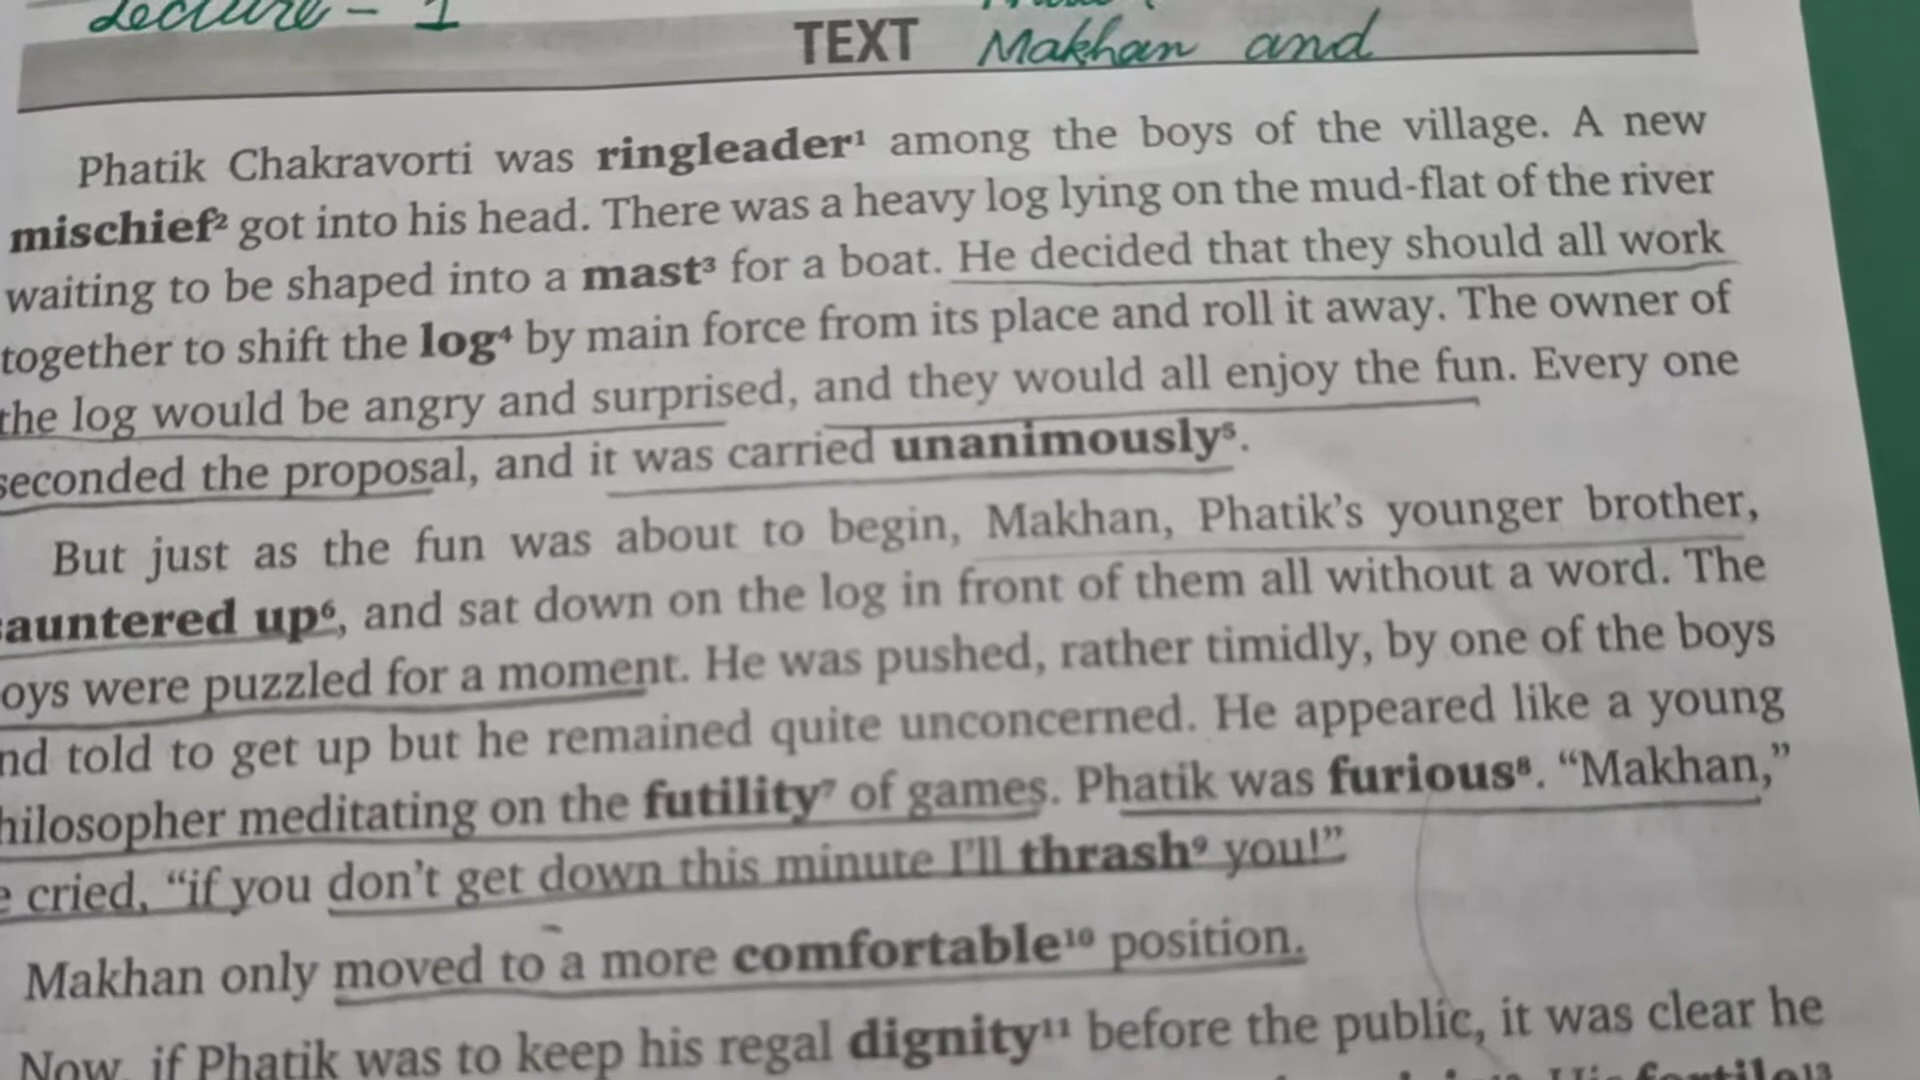 Lecture - 1
TEXT Makhan and
Phatik Chakravorti was ringleader¹ among the boys of the village. A new
mischief² got into his head. There was a heavy log lying on the mud-flat of the river
waiting to be shaped into a mast³ for a boat. He decided that they should all work
together to shift the log⁴ by main force from its place and roll it away. The owner of
the log would be angry and surprised, and they would all enjoy the fun. Every one
seconded the proposal, and it was carried unanimously⁵.
But just as the fun was about to begin, Makhan, Phatik's younger brother,
auntered up⁶, and sat down on the log in front of them all without a word. The
oys were puzzled for a moment. He was pushed, rather timidly, by one of the boys
nd told to get up but he remained quite unconcerned. He appeared like a young
hilosopher meditating on the futility⁷ of games. Phatik was furious⁸. “Makhan,”
e cried, “if you don't get down this minute I'll thrash⁹ you!”
Makhan only moved to a more comfortable¹⁰ position.
Now, if Phatik was to keep his regal dignity¹¹ before the public, it was clear he